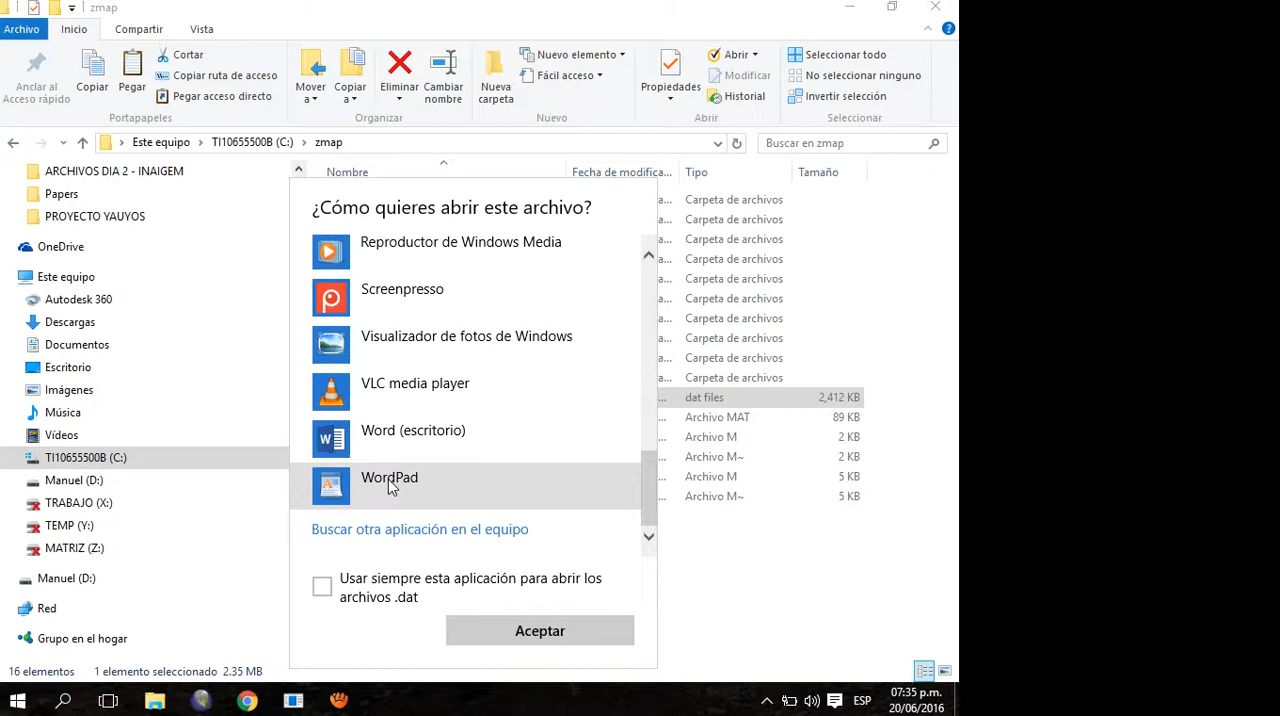 zmap
Archivo Inicio Compartir Vista
Anclar al
Acceso rápido
Copiar
Pegar
Cortar
Copiar ruta de acceso
Pegar acceso directo
Portapapeles
Mover
a
Copiar
a
Eliminar
Cambiar
nombre
Organizar
Nueva
carpeta
Nuevo elemento
Fácil acceso
Nuevo
Propiedades
Abrir
Modificar
Historial
Abrir
Seleccionar todo
No seleccionar ninguno
Invertir selección
Seleccionar
Este equipo > TI10655500B (C:) > zmap
Buscar en zmap
ARCHIVOS DIA 2 - INAIGEM
Papers
PROYECTO YAUYOS
OneDrive
Este equipo
Autodesk 360
Descargas
Documentos
Escritorio
Imágenes
Música
Vídeos
TI10655500B (C:)
Manuel (D:)
TRABAJO (X:)
TEMP (Y:)
MATRIZ (Z:)
Manuel (D:)
Red
Grupo en el hogar
Nombre Fecha de modifica... Tipo Tamaño
a... Carpeta de archivos
a... Carpeta de archivos
a... Carpeta de archivos
a... Carpeta de archivos
a... Carpeta de archivos
a... Carpeta de archivos
a... Carpeta de archivos
a... Carpeta de archivos
a... Carpeta de archivos
a... Carpeta de archivos
... dat files 2,412 KB
... Archivo MAT 89 KB
... Archivo M 2 KB
... Archivo M~ 2 KB
... Archivo M 5 KB
... Archivo M~ 5 KB
¿Cómo quieres abrir este archivo?
Reproductor de Windows Media
Screenpresso
Visualizador de fotos de Windows
VLC media player
Word (escritorio)
WordPad
Buscar otra aplicación en el equipo
Usar siempre esta aplicación para abrir los
archivos .dat
Aceptar
16 elementos 1 elemento seleccionado 2.35 MB
ESP
07:35 p.m.
20/06/2016